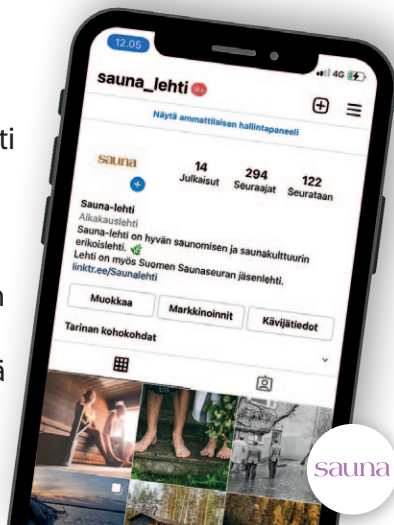 ti
n
ä
12.05
4G
sauna_lehti
Näytä ammattilaisen hallintapaneeli
sauna
14 294 122
Julkaisut Seuraajat Seurataan
Sauna-lehti
Aikakauslehti
Sauna-lehti on hyvän saunomisen ja saunakulttuurin
erikoislehti.
Lehti on myös Suomen Saunaseuran jäsenlehti.
linktr.ee/Saunalehti
Muokkaa Markkinoinnit Kävijätiedot
Tarinan kohokohdat
sauna